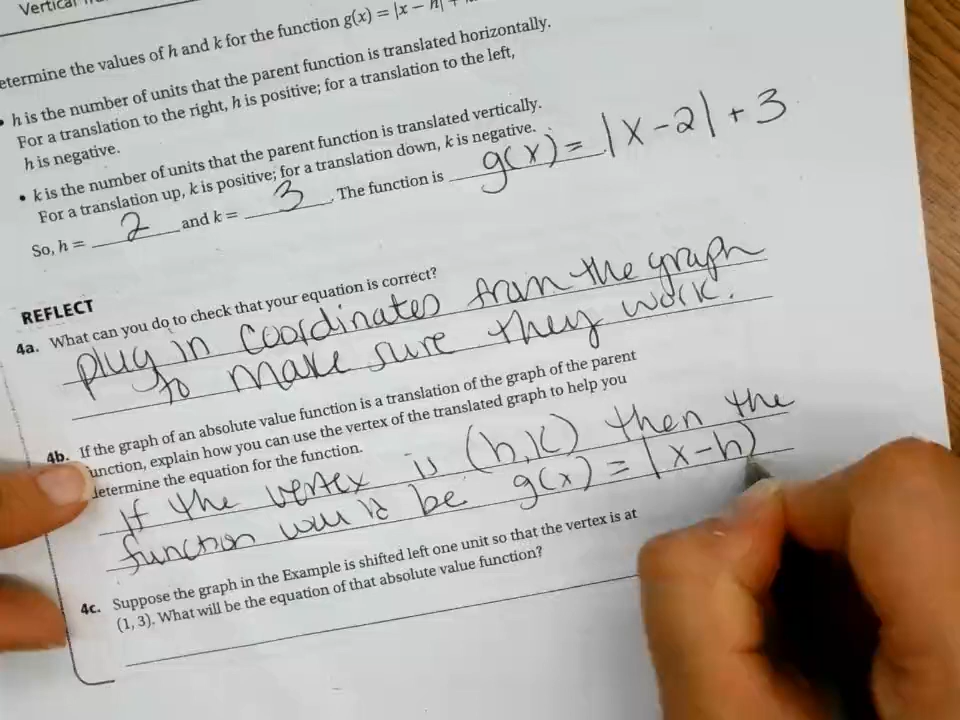 Vertical
etermine the values of h and k for the function g(x) = |x − h| +
• h is the number of units that the parent function is translated horizontally.
For a translation to the right, h is positive; for a translation to the left,
h is negative.
• k is the number of units that the parent function is translated vertically.
For a translation up, k is positive; for a translation down, k is negative.
So, h = 2 and k = 3. The function is g(x) = |x-2| + 3
REFLECT
4a. What can you do to check that your equation is correct?
plug in coordinates from the graph
to make sure they work.
4b. If the graph of an absolute value function is a translation of the graph of the parent
unction, explain how you can use the vertex of the translated graph to help you
determine the equation for the function.
If the vertex is (h,k) then the
function would be g(x) = |x-h)
4c. Suppose the graph in the Example is shifted left one unit so that the vertex is at
(1, 3). What will be the equation of that absolute value function?